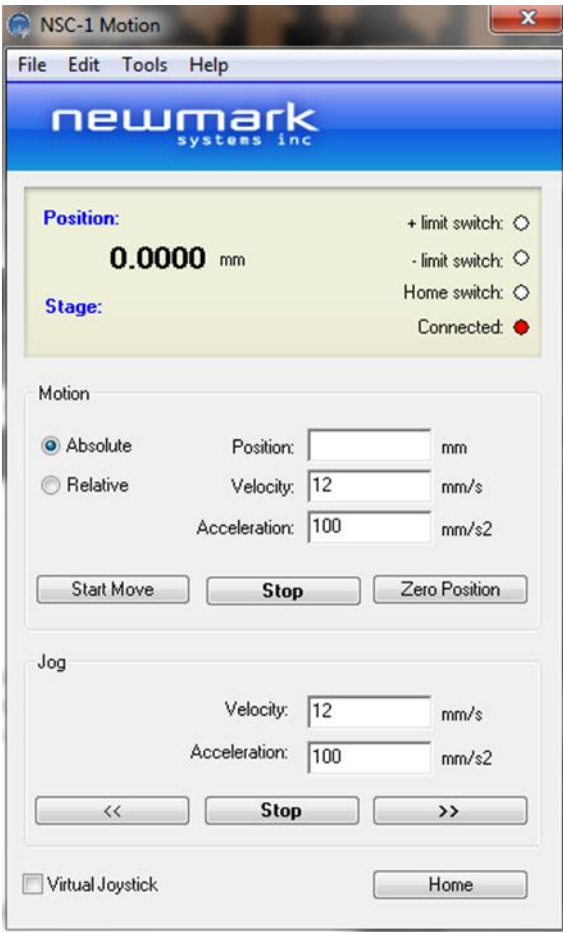 NSC-1 Motion
File Edit Tools Help
newmark
systems inc
Position:
+ limit switch:
0.0000 mm
- limit switch:
Home switch:
Stage:
Connected:
Motion
Absolute Position: mm
Relative Velocity: 12 mm/s
Acceleration: 100 mm/s2
Start Move Stop Zero Position
Jog
Velocity: 12 mm/s
Acceleration: 100 mm/s2
<< Stop >>
Virtual Joystick Home